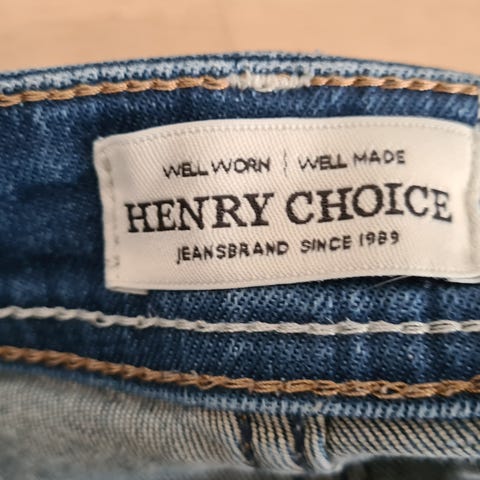 WELL WORN | WELL MADE
HENRY CHOICE
JEANSBRAND SINCE 1989